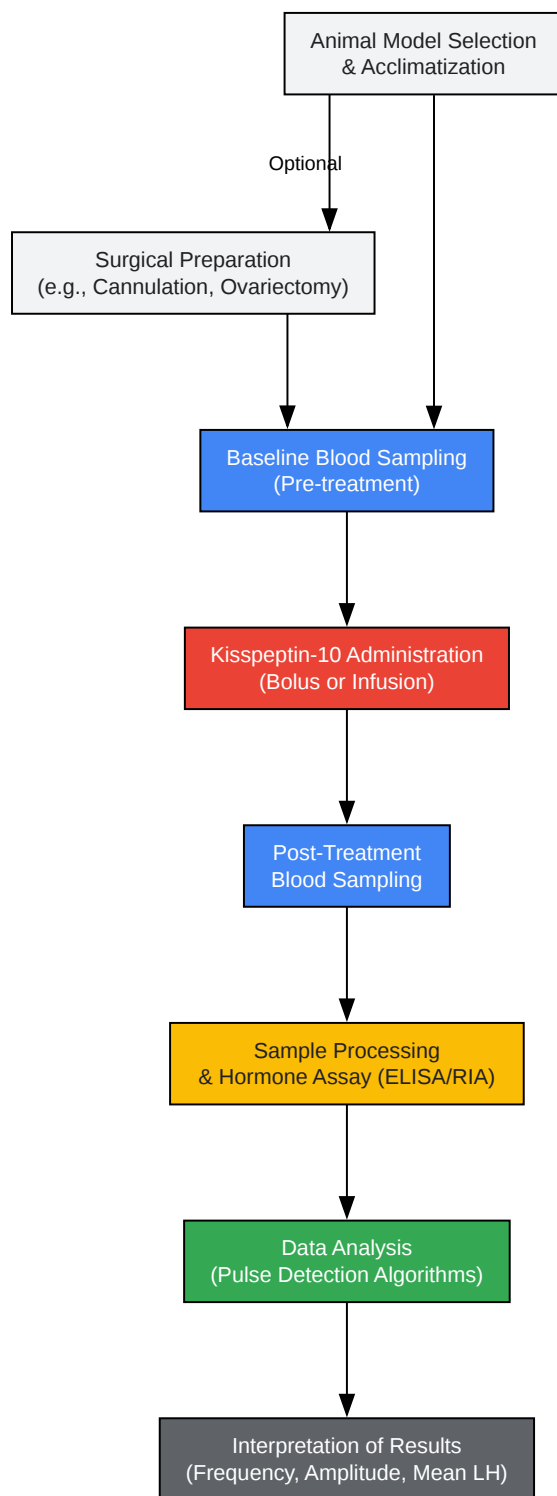 Animal Model Selection
& Acclimatization
Optional
Surgical Preparation
(e.g., Cannulation, Ovariectomy)
Baseline Blood Sampling
(Pre-treatment)
Kisspeptin-10 Administration
(Bolus or Infusion)
Post-Treatment
Blood Sampling
Sample Processing
& Hormone Assay (ELISA/RIA)
Data Analysis
(Pulse Detection Algorithms)
Interpretation of Results
(Frequency, Amplitude, Mean LH)